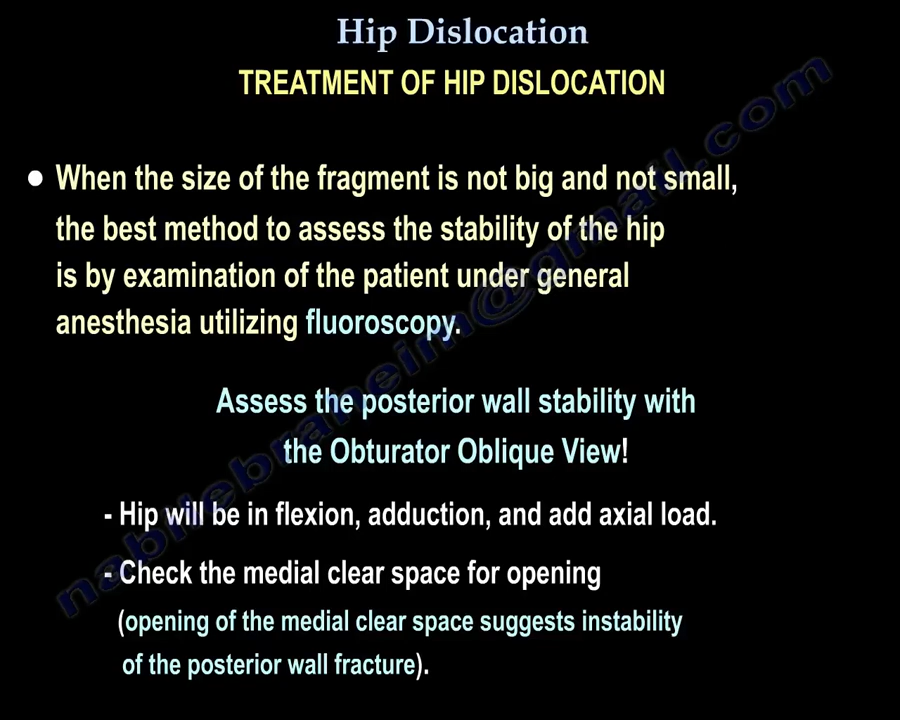 Hip Dislocation
TREATMENT OF HIP DISLOCATION
● When the size of the fragment is not big and not small,
the best method to assess the stability of the hip
is by examination of the patient under general
anesthesia utilizing fluoroscopy.
Assess the posterior wall stability with
the Obturator Oblique View!
- Hip will be in flexion, adduction, and add axial load.
- Check the medial clear space for opening
(opening of the medial clear space suggests instability
of the posterior wall fracture).
nabilebraheim@gmail.com